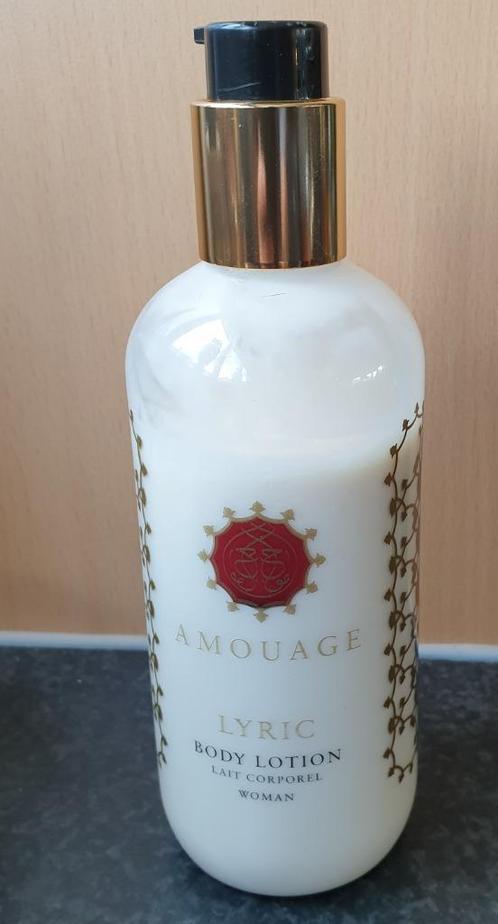 AMOUAGE
LYRIC
BODY LOTION
LAIT CORPOREL
WOMAN